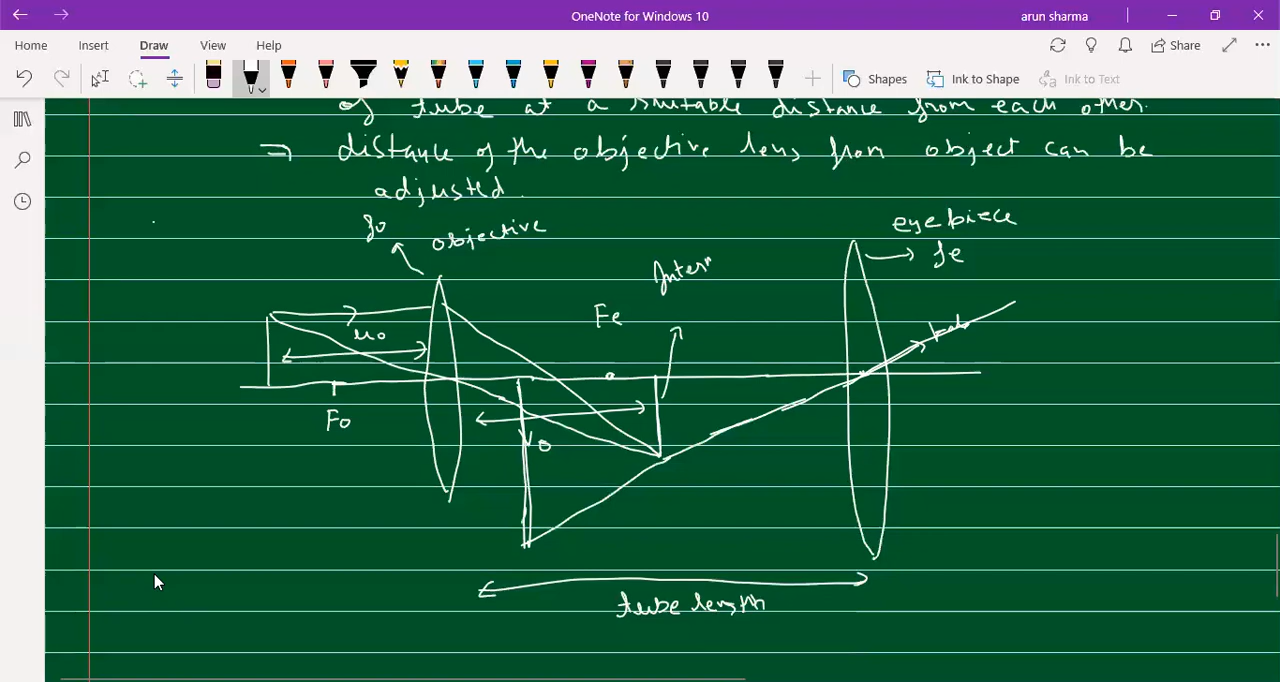 OneNote for Windows 10
arun sharma
Home Insert Draw View Help
Share
Shapes
Ink to Shape
Ink to Text
of tube at a suitable distance from each other.
⇒ distance of the objective lens from object can be
adjusted.
fo
objective
eyepiece
fe
Inter"
Fe
uo
Fo
vo
tube length